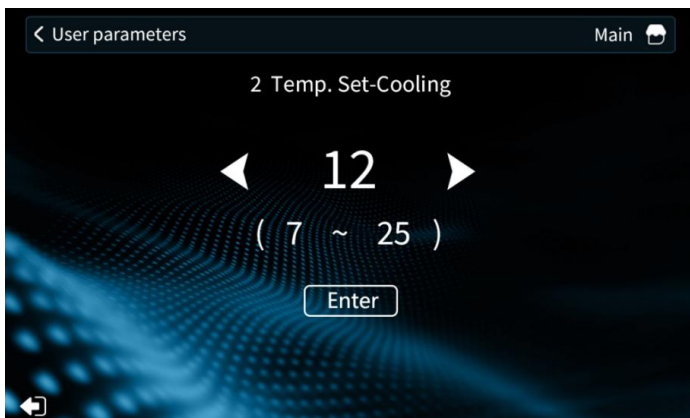 User parameters Main
2 Temp. Set-Cooling
12
( 7 ~ 25 )
Enter